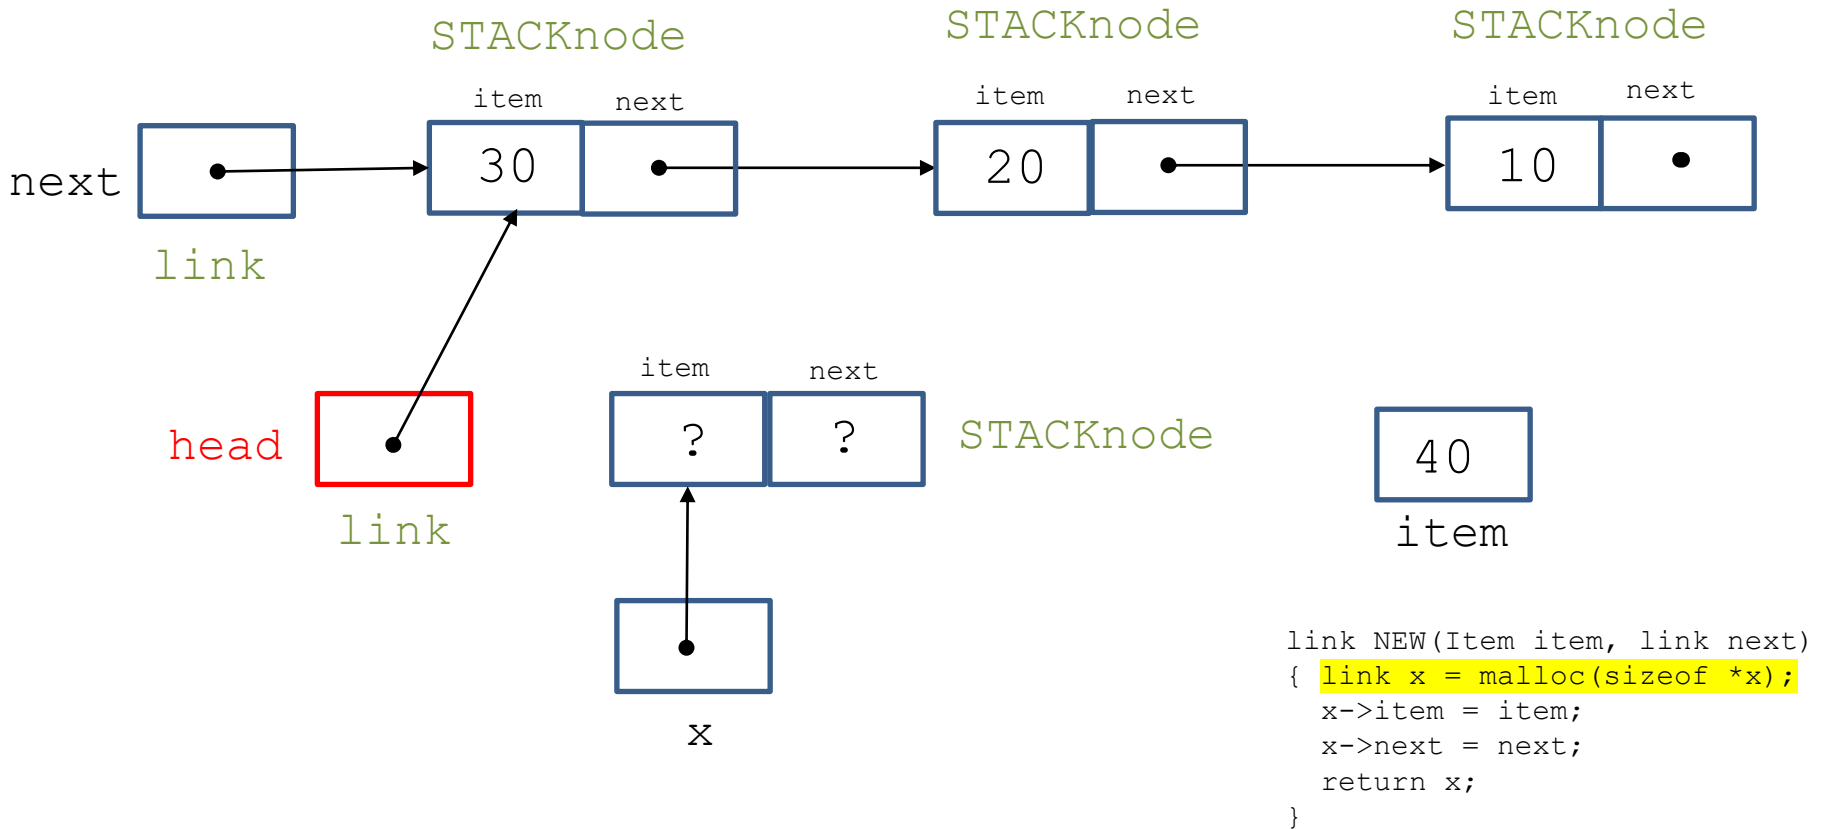 STACKnode
STACKnode
STACKnode
item next
item next
item next
next
30
20
10
link
item next
head
? ?
STACKnode
40
link
item
x
link NEW(Item item, link next)
{ link x = malloc(sizeof *x);
x->item = item;
x->next = next;
return x;
}